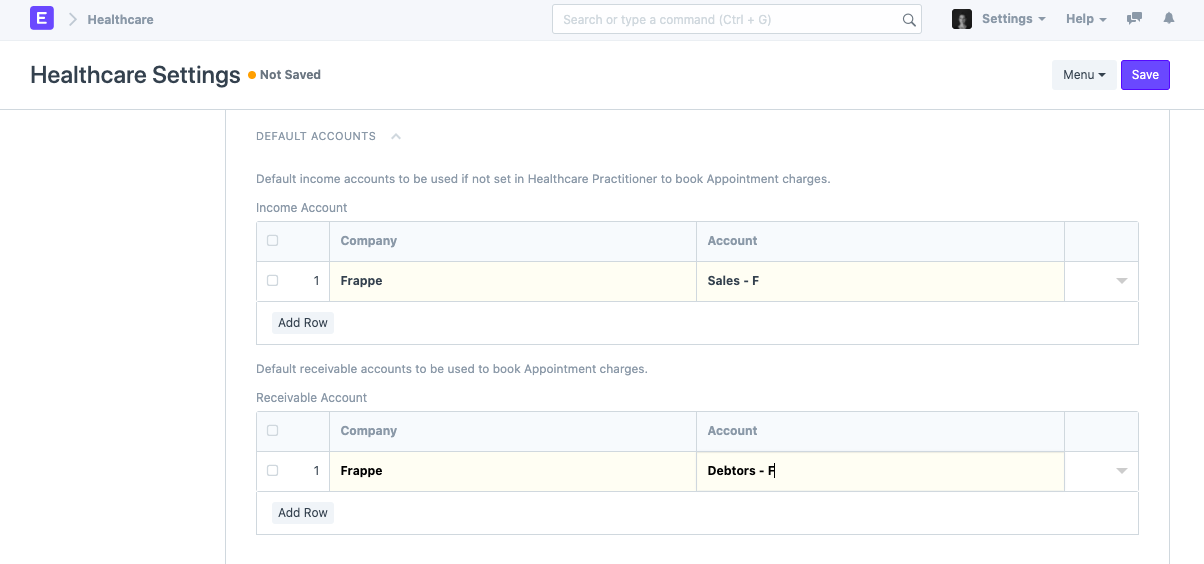 E Healthcare Search or type a command (Ctrl + G) Settings Help
Healthcare Settings Not Saved Menu Save
DEFAULT ACCOUNTS
Default income accounts to be used if not set in Healthcare Practitioner to book Appointment charges.
Income Account
Company Account
1 Frappe Sales - F
Add Row
Default receivable accounts to be used to book Appointment charges.
Receivable Account
Company Account
1 Frappe Debtors - F
Add Row